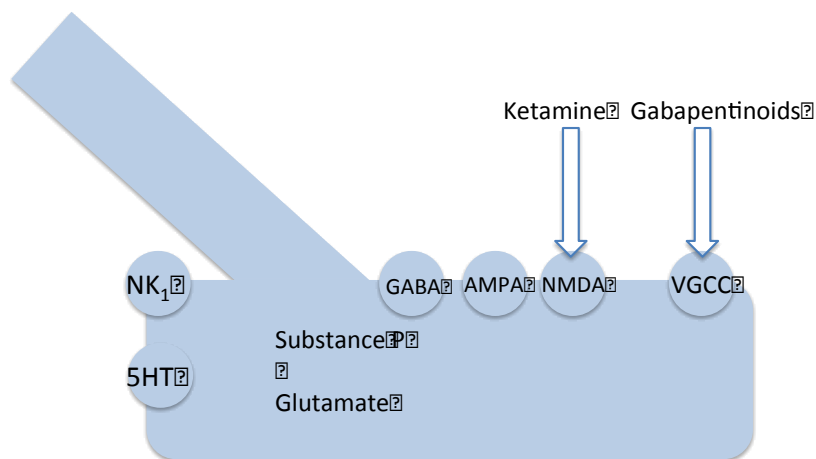 Ketamine⍰ Gabapentinoids⍰
NK₁⍰
GABA⍰ AMPA⍰ NMDA⍰ VGCC⍰
Substance⍰P⍰
⍰
5HT⍰
Glutamate⍰